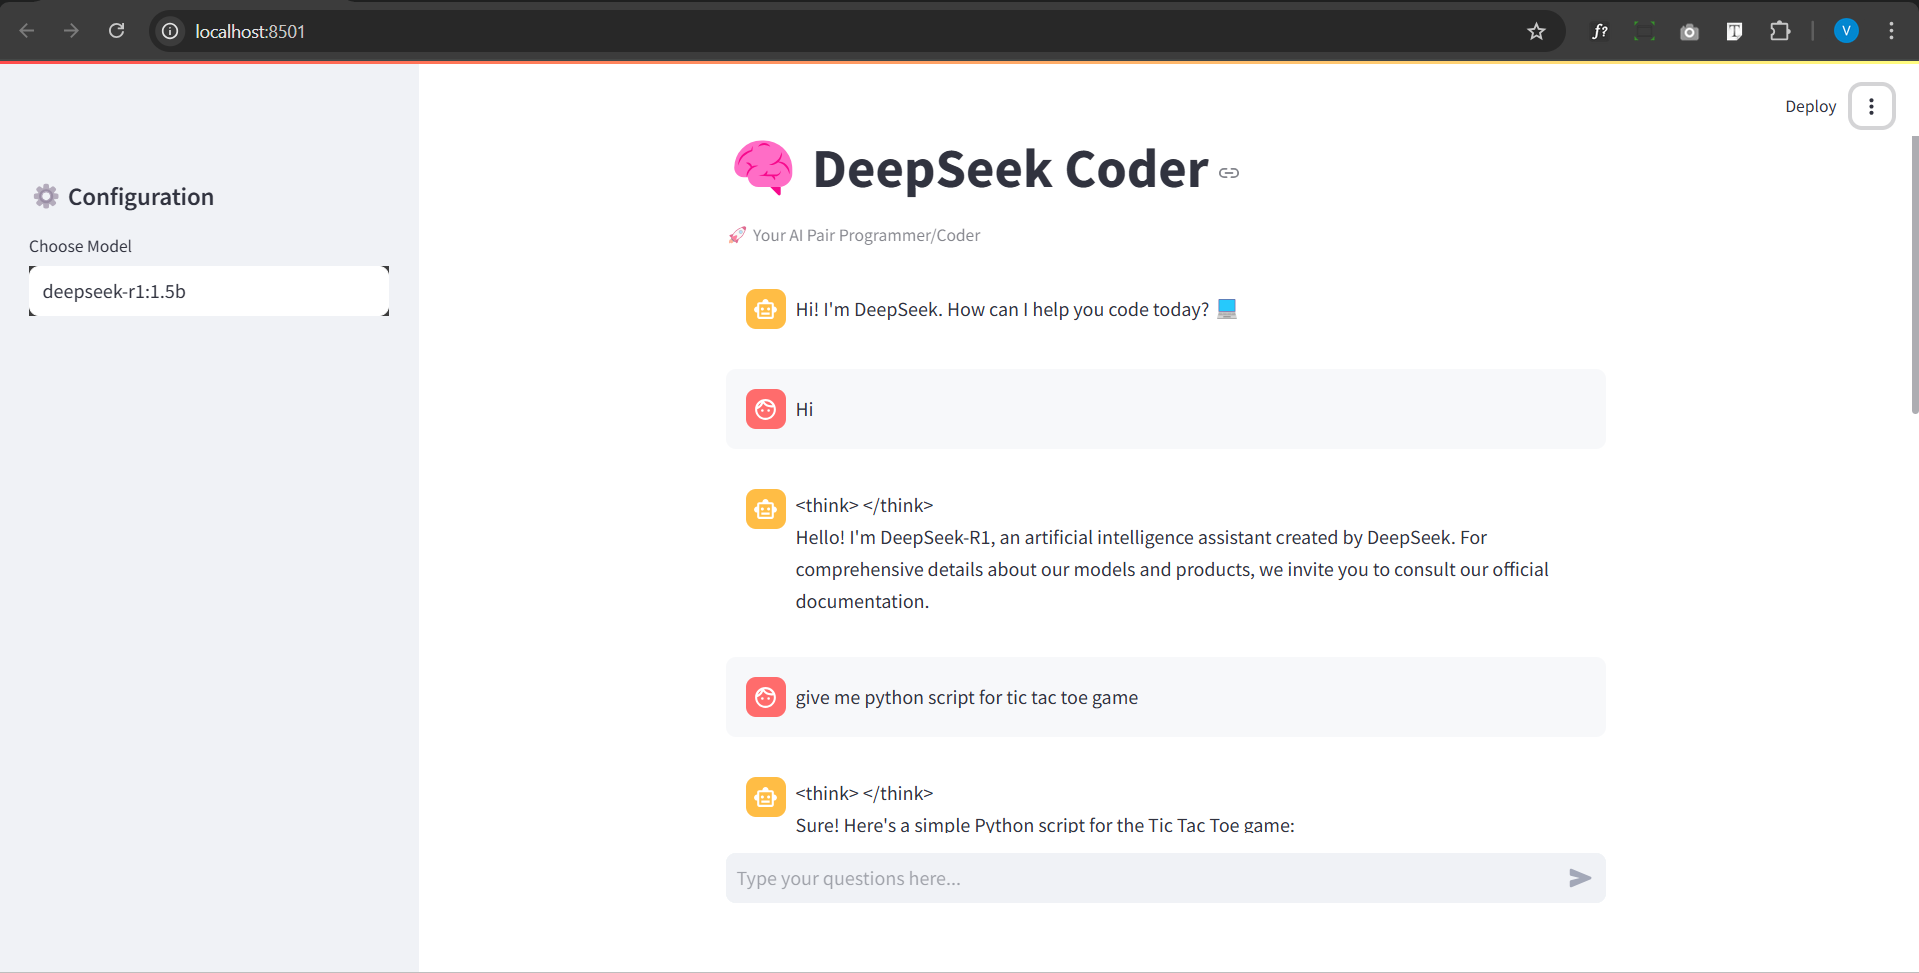 localhost:8501
V
Deploy
DeepSeek Coder
Configuration
Your AI Pair Programmer/Coder
Choose Model
deepseek-r1:1.5b
Hi! I'm DeepSeek. How can I help you code today?
Hi
<think> </think>
Hello! I'm DeepSeek-R1, an artificial intelligence assistant created by DeepSeek. For
comprehensive details about our models and products, we invite you to consult our official
documentation.
give me python script for tic tac toe game
<think> </think>
Sure! Here's a simple Python script for the Tic Tac Toe game:
Type your questions here...